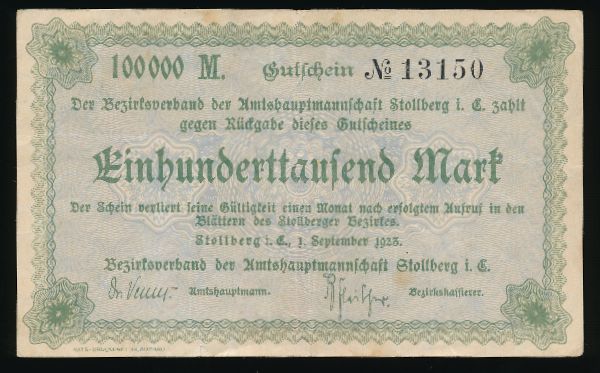 100000 M. Gutschein № 13150
Der Bezirksverband der Amtshauptmannschaft Stollberg i. E. zahlt
gegen Rückgabe dieses Gutscheines
Einhunderttausend Mark
Der Schein verliert seine Gültigkeit einen Monat nach erfolgtem Aufruf in den
Blättern des Stollberger Bezirkes.
Stollberg i. E., 1. September 1923.
Bezirksverband der Amtshauptmannschaft Stollberg i. E.
Amtshauptmann. Bezirkskassierer.